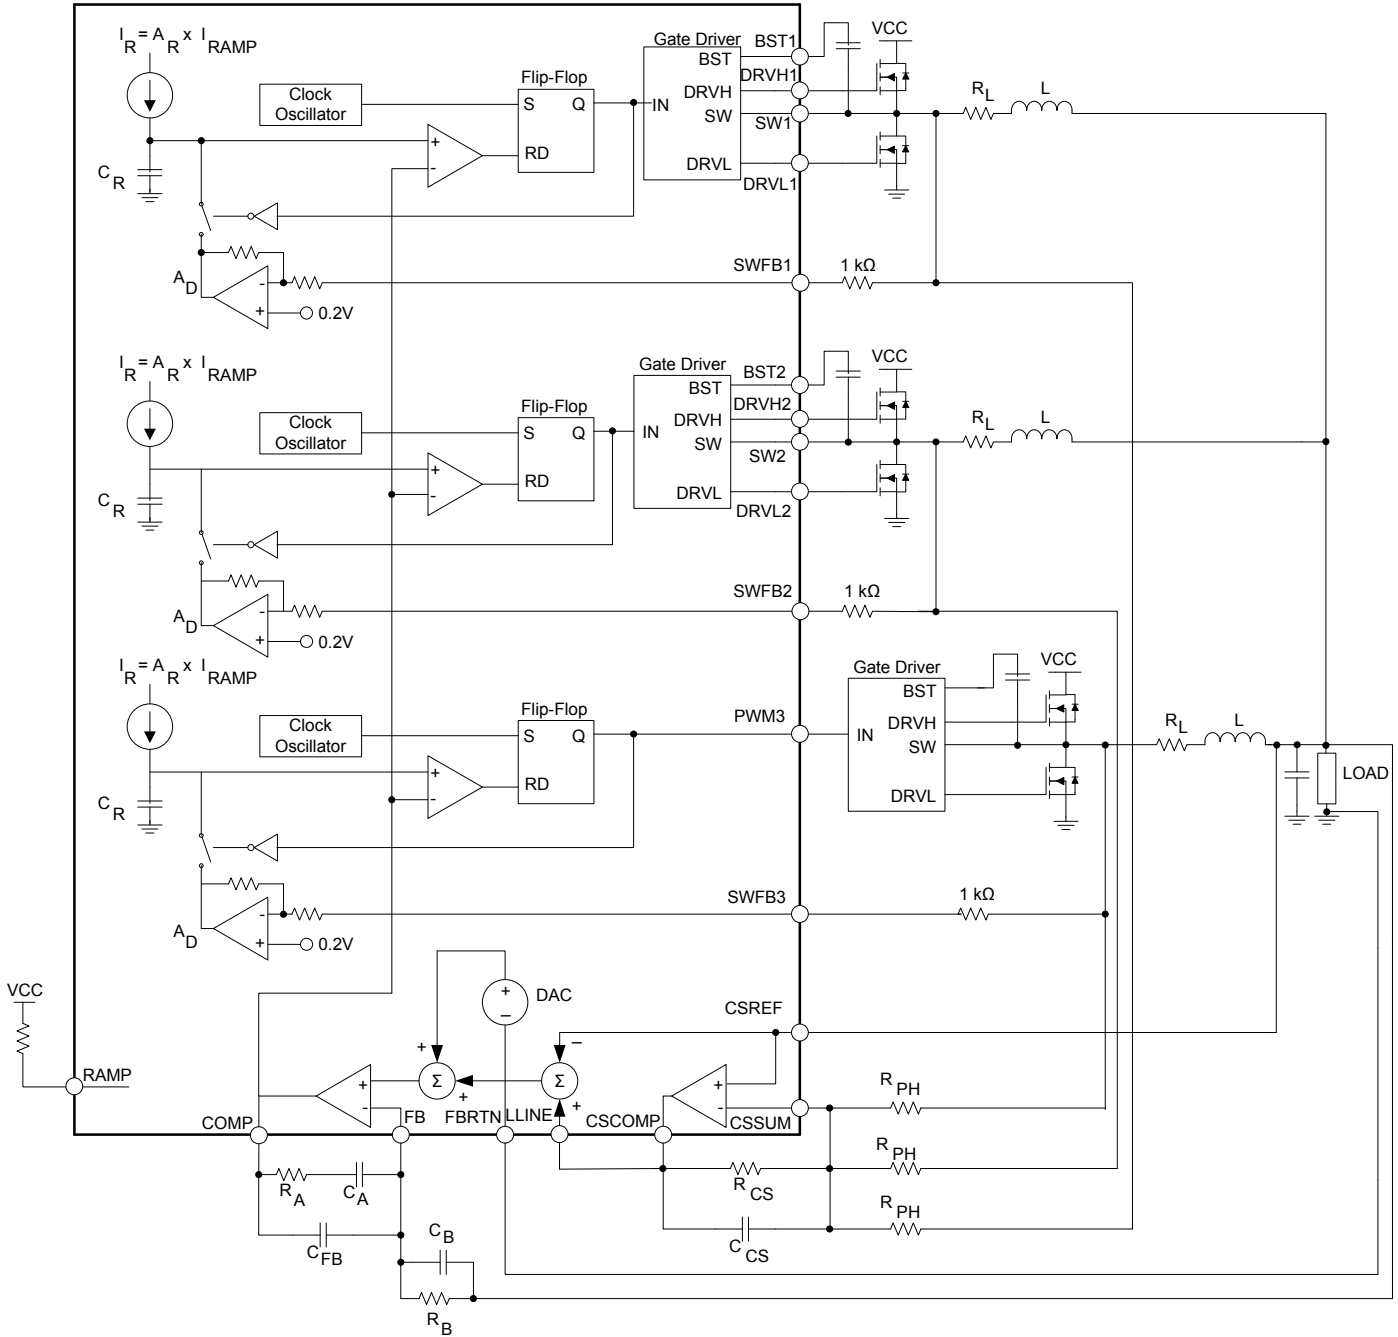 I_R = A_R x I_RAMP
Clock
Oscillator
Flip-Flop
S Q
RD
+
-
Gate Driver
BST
IN
DRVH
SW
DRVL
BST1
DRVH1
SW1
DRVL1
VCC
R_L
L
C_R
A_D
-
+
0.2V
SWFB1
1 kΩ
I_R = A_R x I_RAMP
Clock
Oscillator
Flip-Flop
S Q
RD
+
-
Gate Driver
BST
IN
DRVH
SW
DRVL
BST2
DRVH2
SW2
DRVL2
VCC
R_L
L
C_R
A_D
-
+
0.2V
SWFB2
1 kΩ
I_R = A_R x I_RAMP
Clock
Oscillator
Flip-Flop
S Q
RD
+
-
PWM3
Gate Driver
BST
IN
DRVH
SW
DRVL
VCC
R_L
L
LOAD
C_R
A_D
-
+
0.2V
SWFB3
1 kΩ
VCC
RAMP
+
–
DAC
CSREF
+
Σ
+
–
Σ
+
+
-
+
-
COMP
FB
FBRTN
LLINE
CSCOMP
CSSUM
R_PH
R_PH
R_PH
R_A
C_A
C_FB
C_B
R_B
R_CS
C_CS